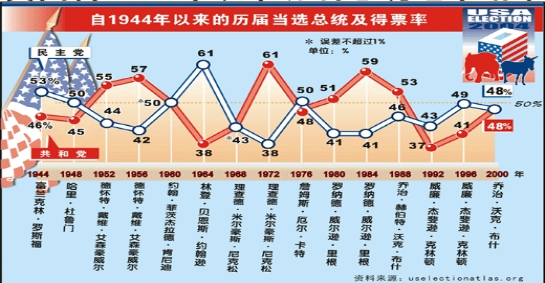 自1944年以来的历届当选总统及得票率
USA
ELECTION
2004
* 误差不超过1%
单位：%
民主党
共和党
53% 50 44 42 *50 61 *43 38 50 41 41 46 43 49 48%
46% 45 55 57 38 61 48 51 59 53 37 41 48%
50%
1944 1948 1952 1956 1960 1964 1968 1972 1976 1980 1984 1988 1992 1996 2000 年
富兰克林·罗斯福
哈里·杜鲁门
德怀特·戴维·艾森豪威尔
德怀特·戴维·艾森豪威尔
约翰·菲茨杰拉德·肯尼迪
林登·贝恩斯·约翰逊
理查德·米尔豪斯·尼克松
理查德·米尔豪斯·尼克松
詹姆斯·厄尔·卡特
罗纳德·威尔逊·里根
罗纳德·威尔逊·里根
乔治·赫伯特·沃克·布什
威廉·杰斐逊·克林顿
威廉·杰斐逊·克林顿
乔治·沃克·布什
资料来源：uselectionatlas.org